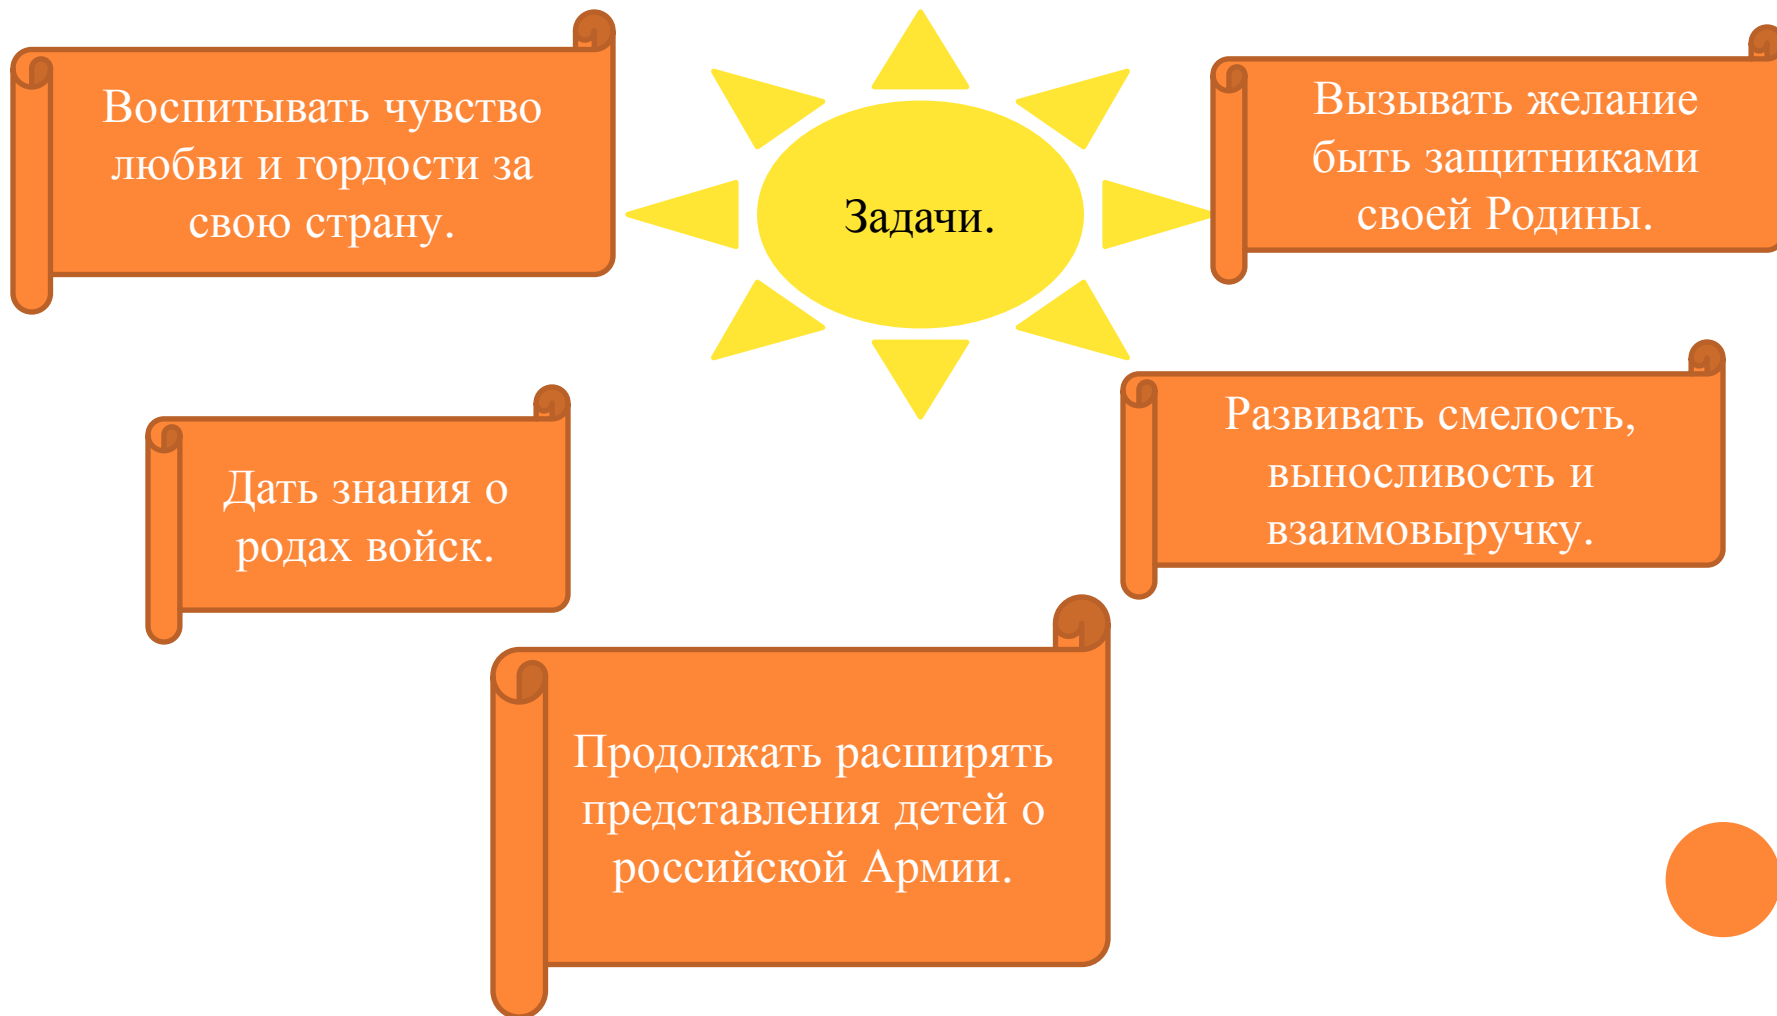 Воспитывать чувство
любви и гордости за
свою страну.
Задачи.
Вызывать желание
быть защитниками
своей Родины.
Дать знания о
родах войск.
Развивать смелость,
выносливость и
взаимовыручку.
Продолжать расширять
представления детей о
российской Армии.